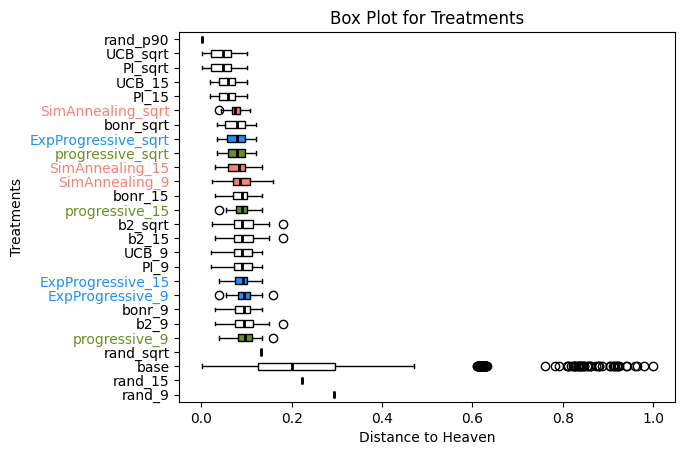 Box Plot for Treatments
rand_p90
UCB_sqrt
PI_sqrt
UCB_15
PI_15
SimAnnealing_sqrt
bonr_sqrt
ExpProgressive_sqrt
progressive_sqrt
SimAnnealing_15
SimAnnealing_9
bonr_15
progressive_15
b2_sqrt
b2_15
UCB_9
PI_9
ExpProgressive_15
ExpProgressive_9
bonr_9
b2_9
progressive_9
rand_sqrt
base
rand_15
rand_9
Treatments
0.0 0.2 0.4 0.6 0.8 1.0
Distance to Heaven